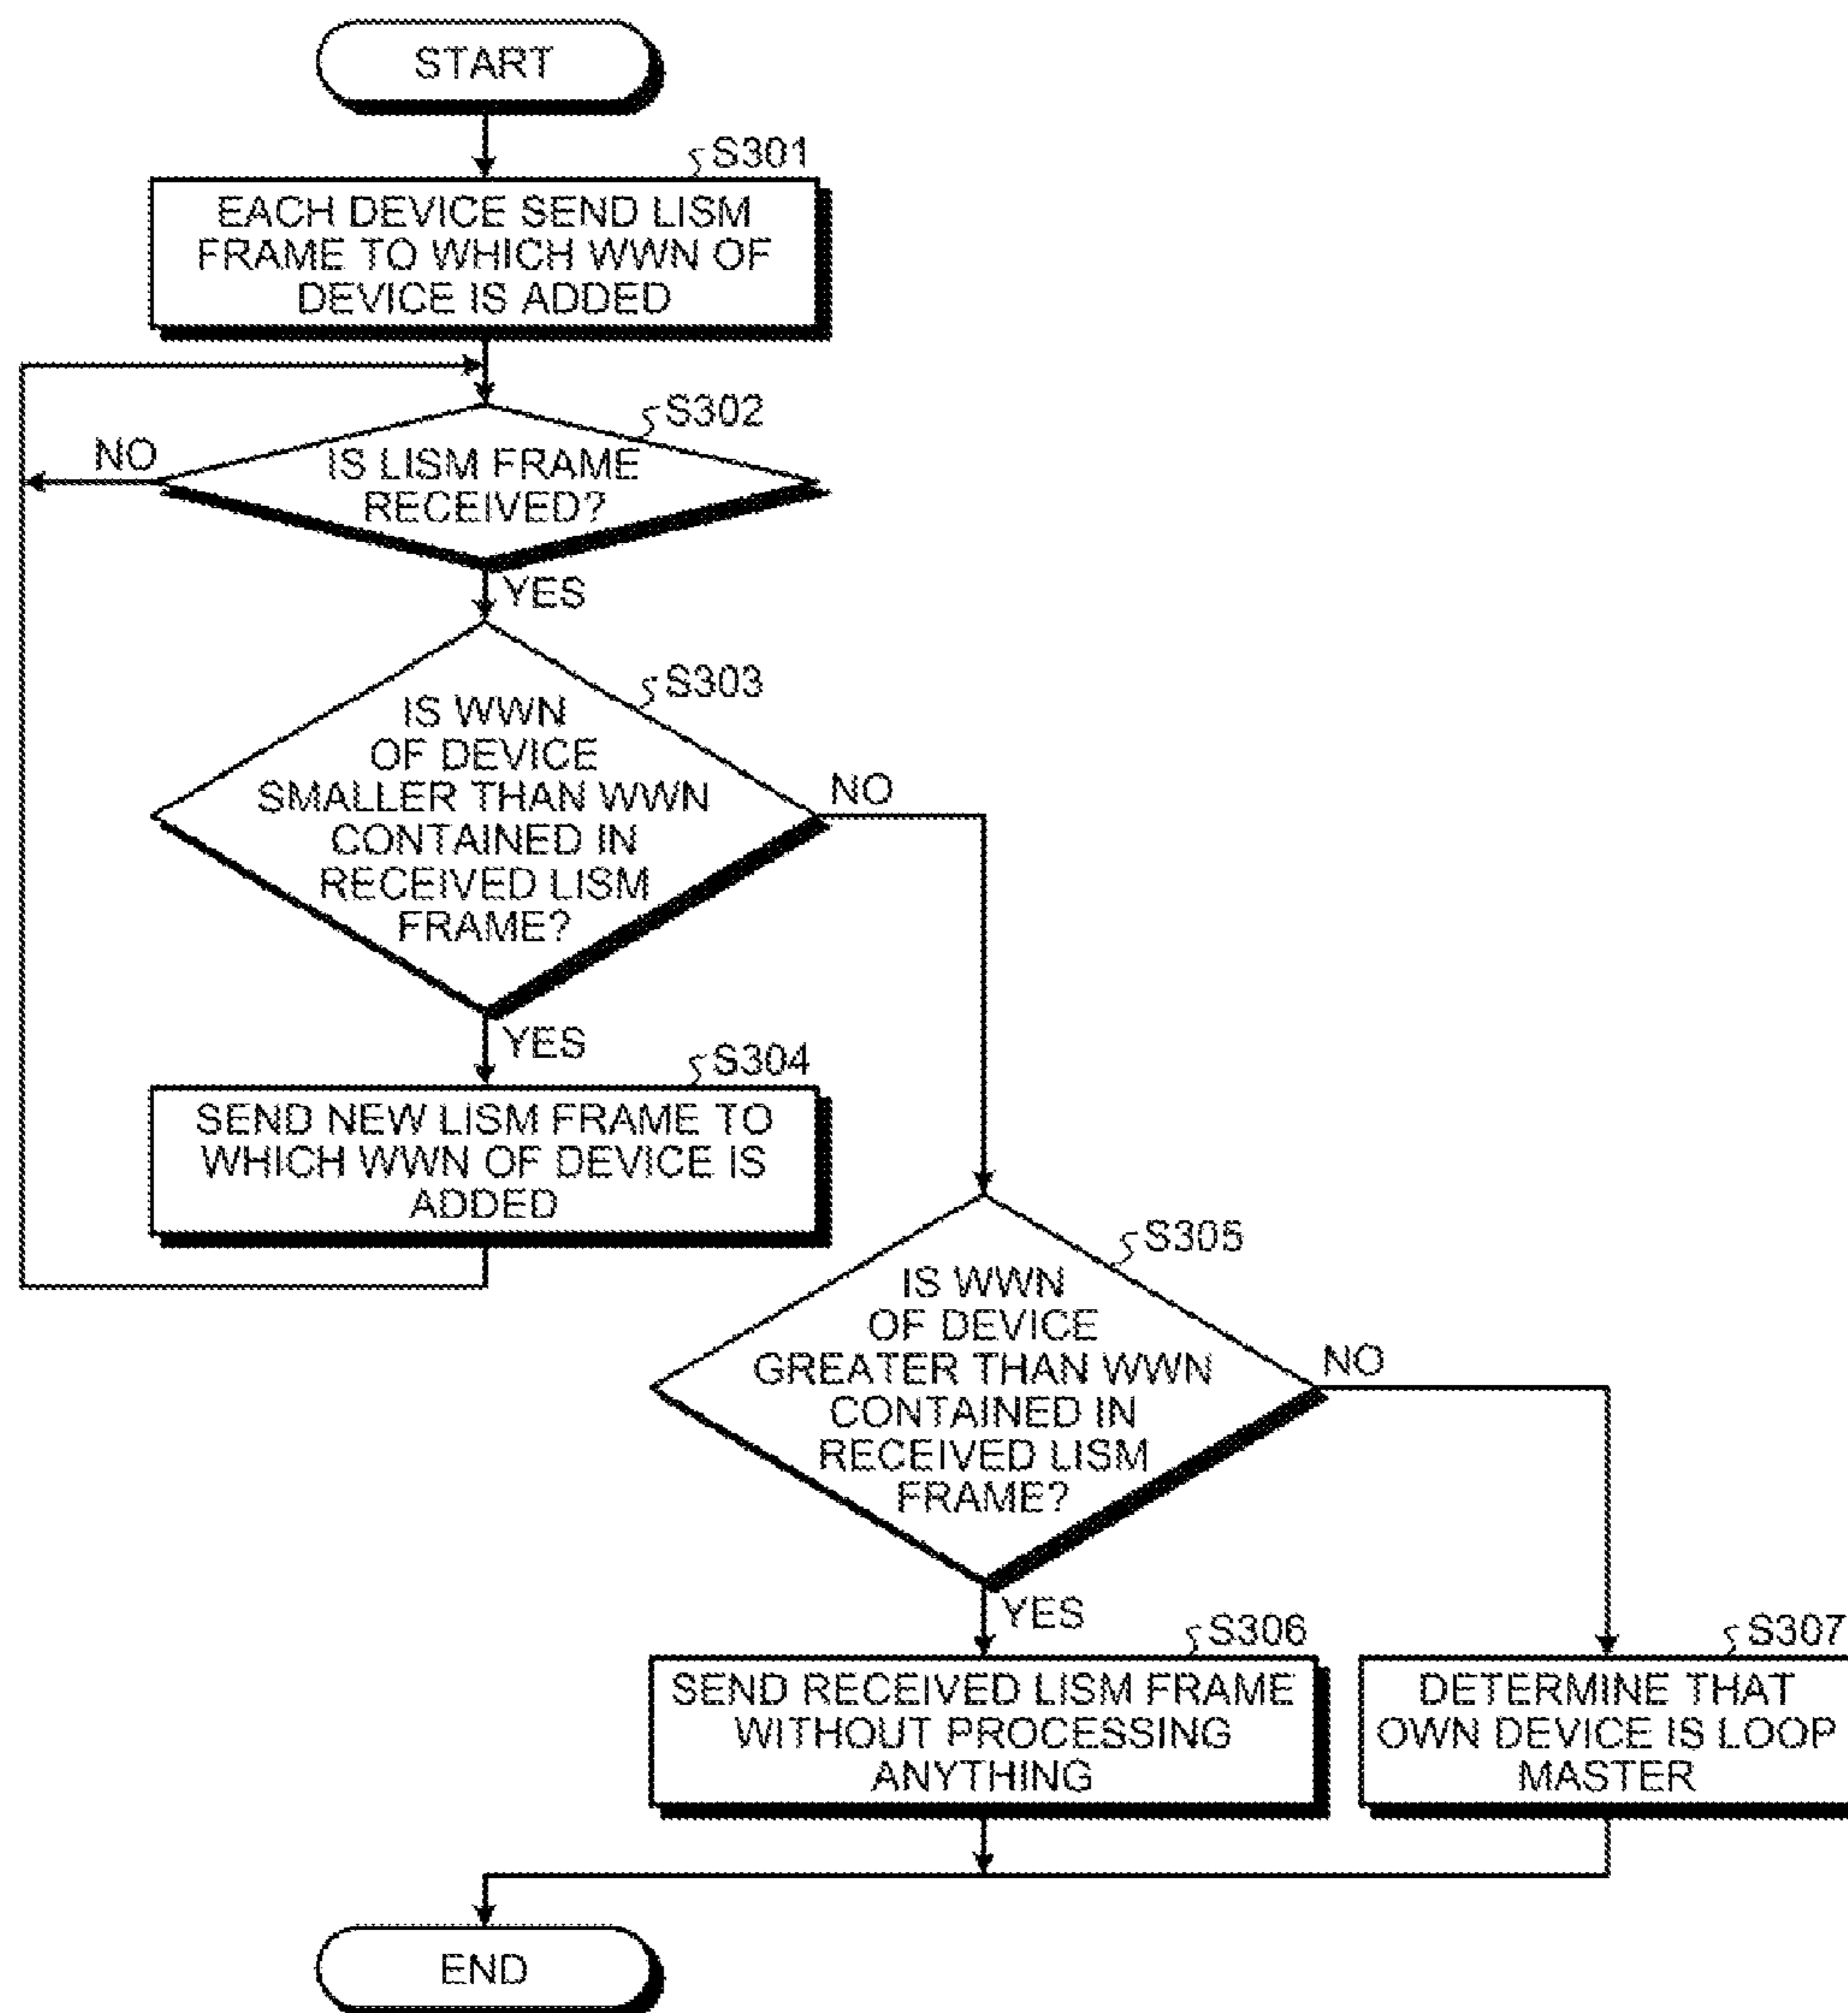 START
S301
EACH DEVICE SEND LISM
FRAME TO WHICH WWN OF
DEVICE IS ADDED
S302
NO
IS LISM FRAME
RECEIVED?
YES
S303
IS WWN
OF DEVICE
SMALLER THAN WWN
CONTAINED IN
RECEIVED LISM
FRAME?
NO
YES
S304
SEND NEW LISM FRAME TO
WHICH WWN OF DEVICE IS
ADDED
S305
IS WWN
OF DEVICE
GREATER THAN WWN
CONTAINED IN
RECEIVED LISM
FRAME?
NO
YES
S306
SEND RECEIVED LISM FRAME
WITHOUT PROCESSING
ANYTHING
S307
DETERMINE THAT
OWN DEVICE IS LOOP
MASTER
END